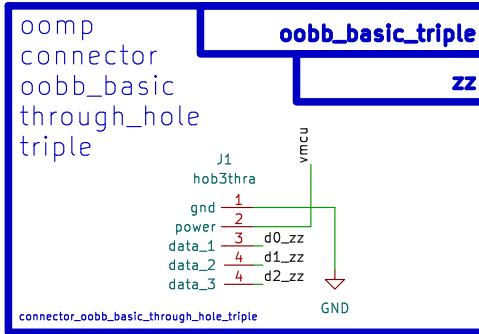 oomp
connector
oobb_basic
through_hole
triple
oobb_basic_triple
zz
vmcu
J1
hob3thra
gnd 1
power 2
data_1 3 d0_zz
data_2 4 d1_zz
data_3 4 d2_zz
GND
connector_oobb_basic_through_hole_triple